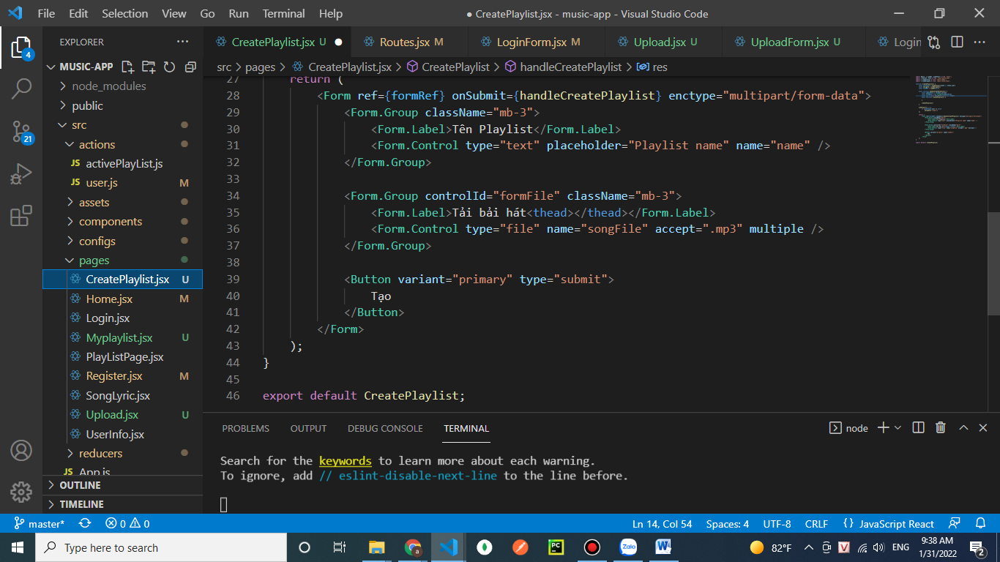 File Edit Selection View Go Run Terminal Help
● CreatePlaylist.jsx - music-app - Visual Studio Code
EXPLORER
CreatePlaylist.jsx U
Routes.jsx M
LoginForm.jsx M
Upload.jsx U
UploadForm.jsx U
Login
src > pages > CreatePlaylist.jsx > CreatePlaylist > handleCreatePlaylist > res
MUSIC-APP
node_modules
public
src
actions
JS activePlayList.js
JS user.js M
assets
components
configs
pages
CreatePlaylist.jsx U
Home.jsx M
Login.jsx
Myplaylist.jsx U
PlayListPage.jsx
Register.jsx M
SongLyric.jsx
Upload.jsx U
UserInfo.jsx
reducers
JS App.js
OUTLINE
TIMELINE
4
21
27 return (
28 <Form ref={formRef} onSubmit={handleCreatePlaylist} enctype="multipart/form-data">
29 <Form.Group className="mb-3">
30 <Form.Label>Tên Playlist</Form.Label>
31 <Form.Control type="text" placeholder="Playlist name" name="name" />
32 </Form.Group>
33
34 <Form.Group controlId="formFile" className="mb-3">
35 <Form.Label>Tải bải hát<thead></thead></Form.Label>
36 <Form.Control type="file" name="songFile" accept=".mp3" multiple />
37 </Form.Group>
38
39 <Button variant="primary" type="submit">
40 Tạo
41 </Button>
42 </Form>
43 );
44 }
45
46 export default CreatePlaylist;
PROBLEMS OUTPUT DEBUG CONSOLE TERMINAL
node
Search for the keywords to learn more about each warning.
To ignore, add // eslint-disable-next-line to the line before.
master* 0 0
Ln 14, Col 54 Spaces: 4 UTF-8 CRLF {} JavaScript React
Type here to search
PC
Zalo
W
82°F
V
ENG
9:38 AM
1/31/2022
2